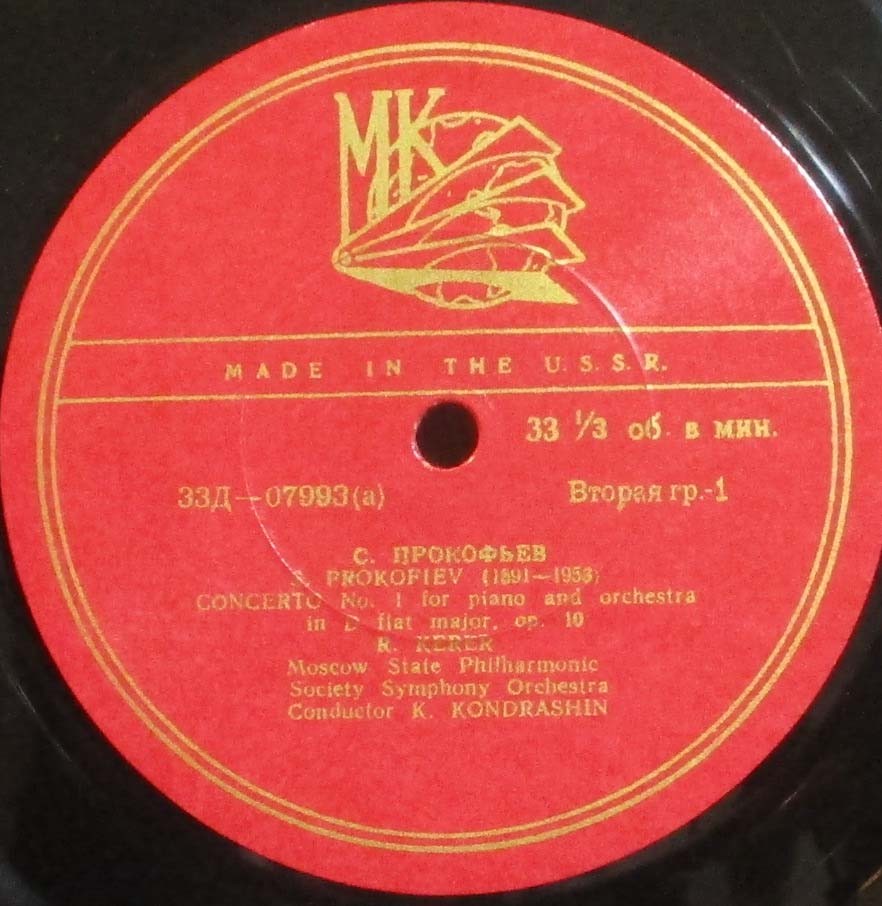 МК
MADE IN THE U.S.S.R.
33 1/3 об. в мин.
33Д—07993(а) Вторая гр.-1
С. ПРОКОФЬЕВ
S. PROKOFIEV (1891—1953)
CONCERTO No. 1 for piano and orchestra
in D flat major, op. 10
R. KERER
Moscow State Philharmonic
Society Symphony Orchestra
Conductor K. KONDRASHIN